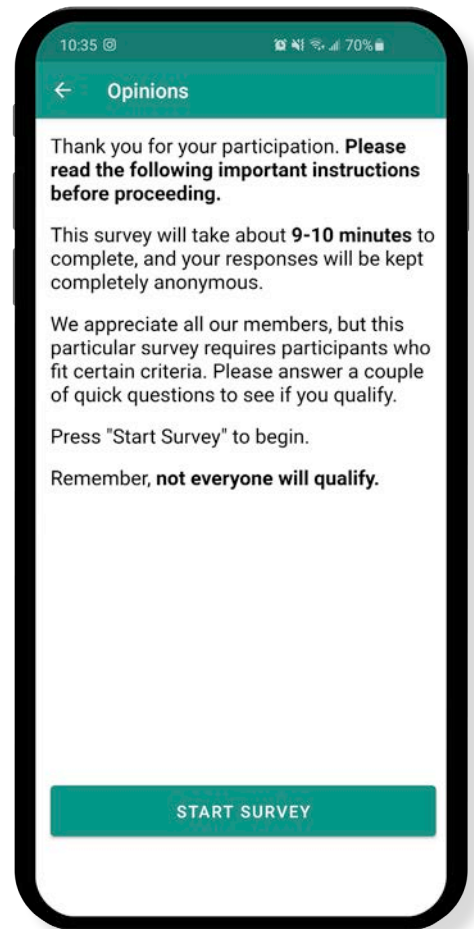 10:35 70%
Opinions
Thank you for your participation. Please
read the following important instructions
before proceeding.
This survey will take about 9-10 minutes to
complete, and your responses will be kept
completely anonymous.
We appreciate all our members, but this
particular survey requires participants who
fit certain criteria. Please answer a couple
of quick questions to see if you qualify.
Press "Start Survey" to begin.
Remember, not everyone will qualify.
START SURVEY